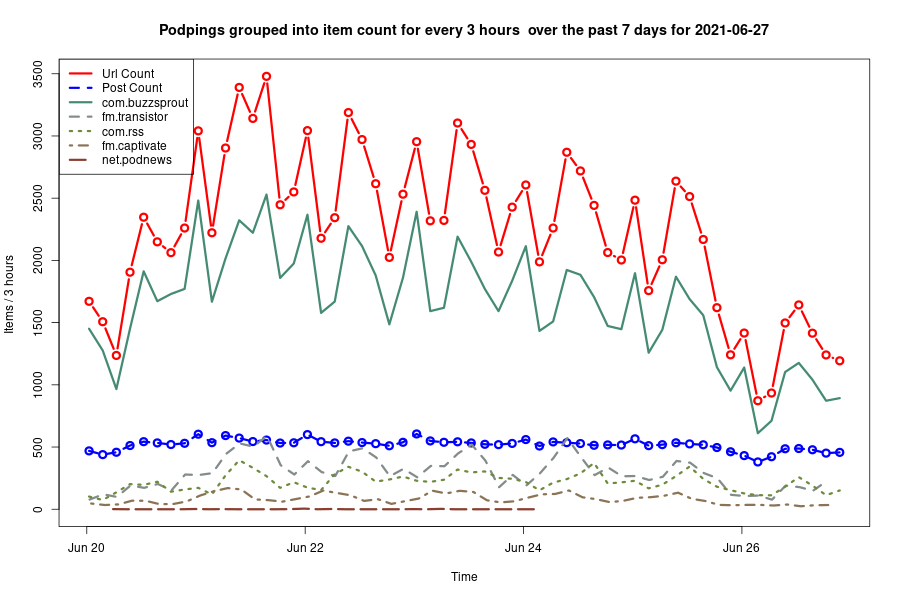 Podpings grouped into item count for every 3 hours  over the past 7 days for 2021-06-27
Url Count
Post Count
com.buzzsprout
fm.transistor
com.rss
fm.captivate
net.podnews
Items / 3 hours
3500
3000
2500
2000
1500
1000
500
0
Jun 20
Jun 22
Jun 24
Jun 26
Time